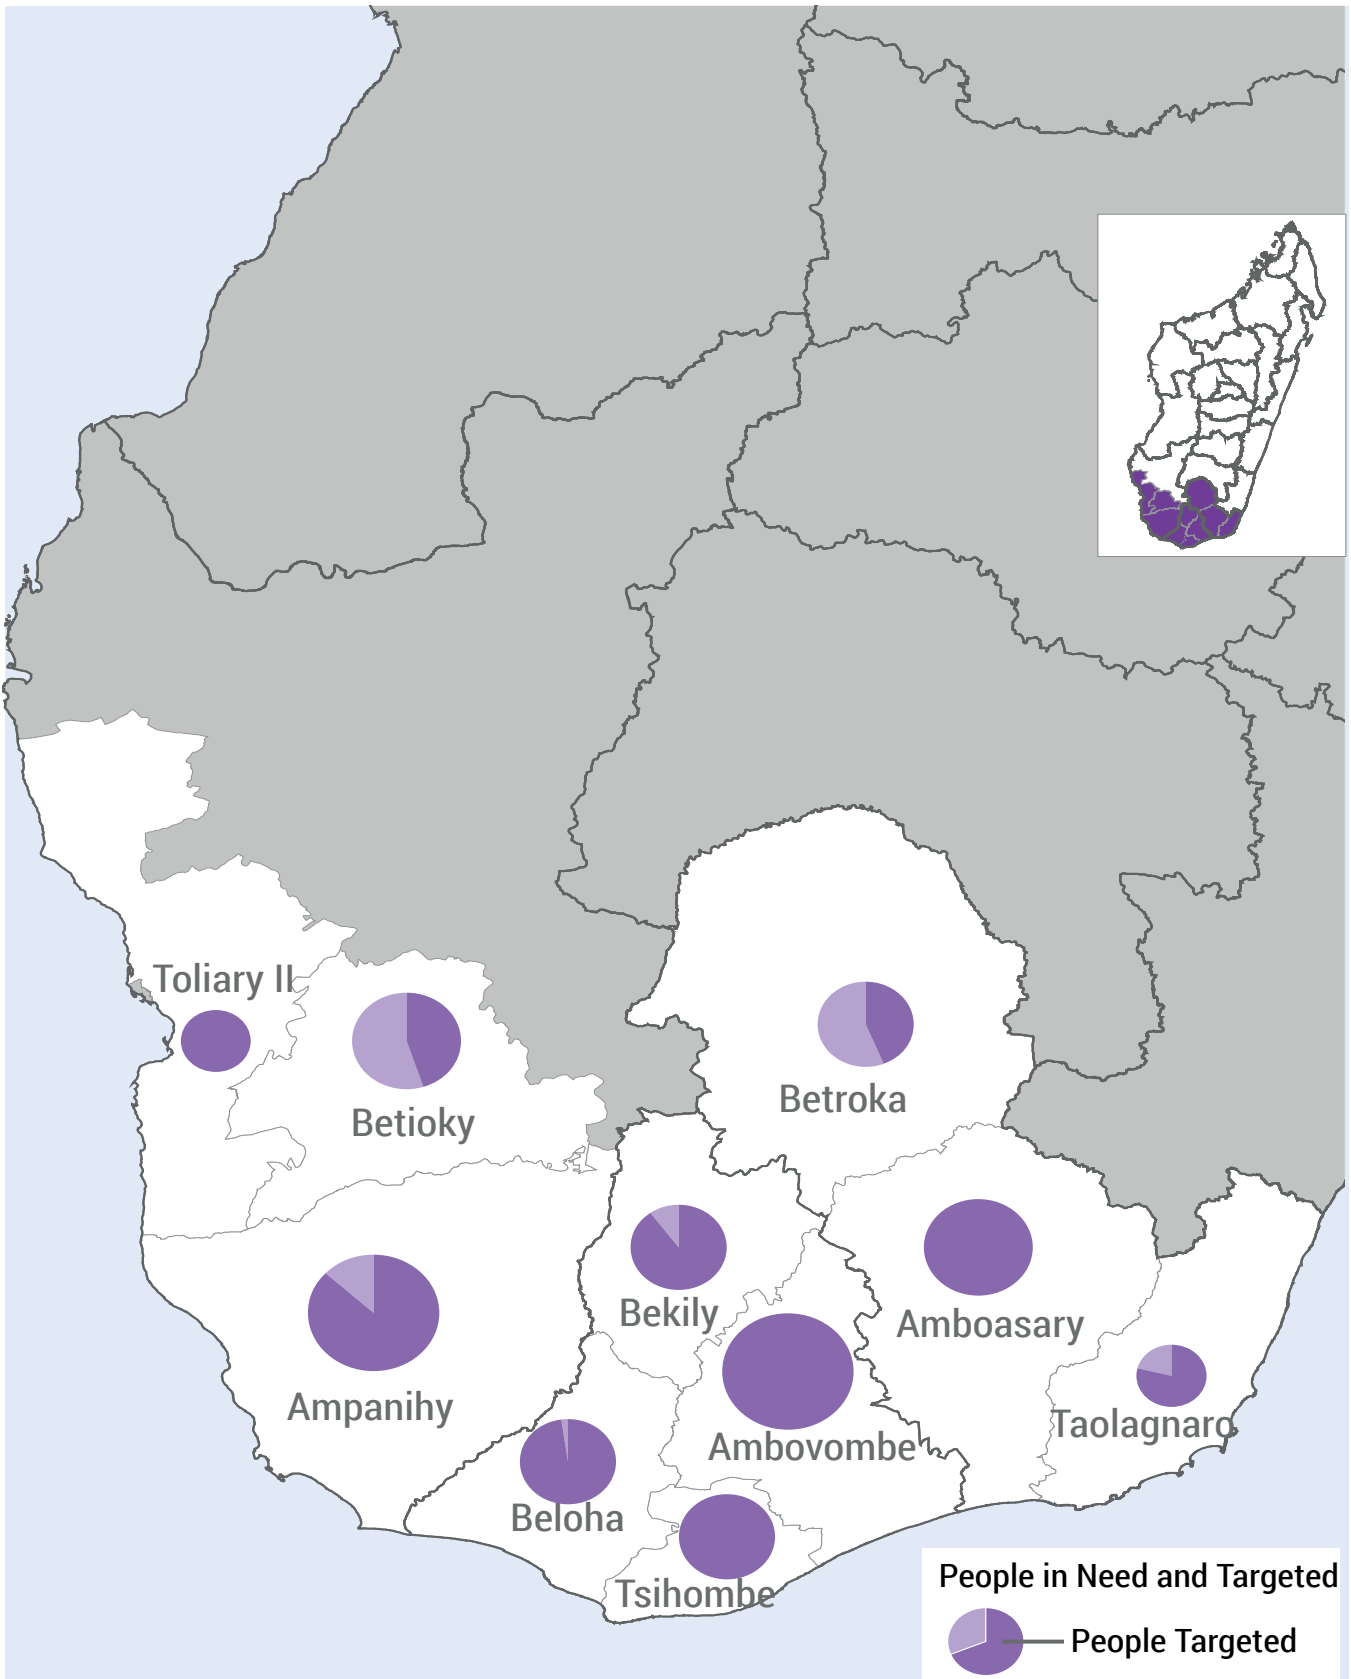 Toliary II
Betioky
Betroka
Bekily
Amboasary
Ampanihy
Ambovombe
Taolagnaro
Beloha
Tsihombe
People in Need and Targeted
People Targeted